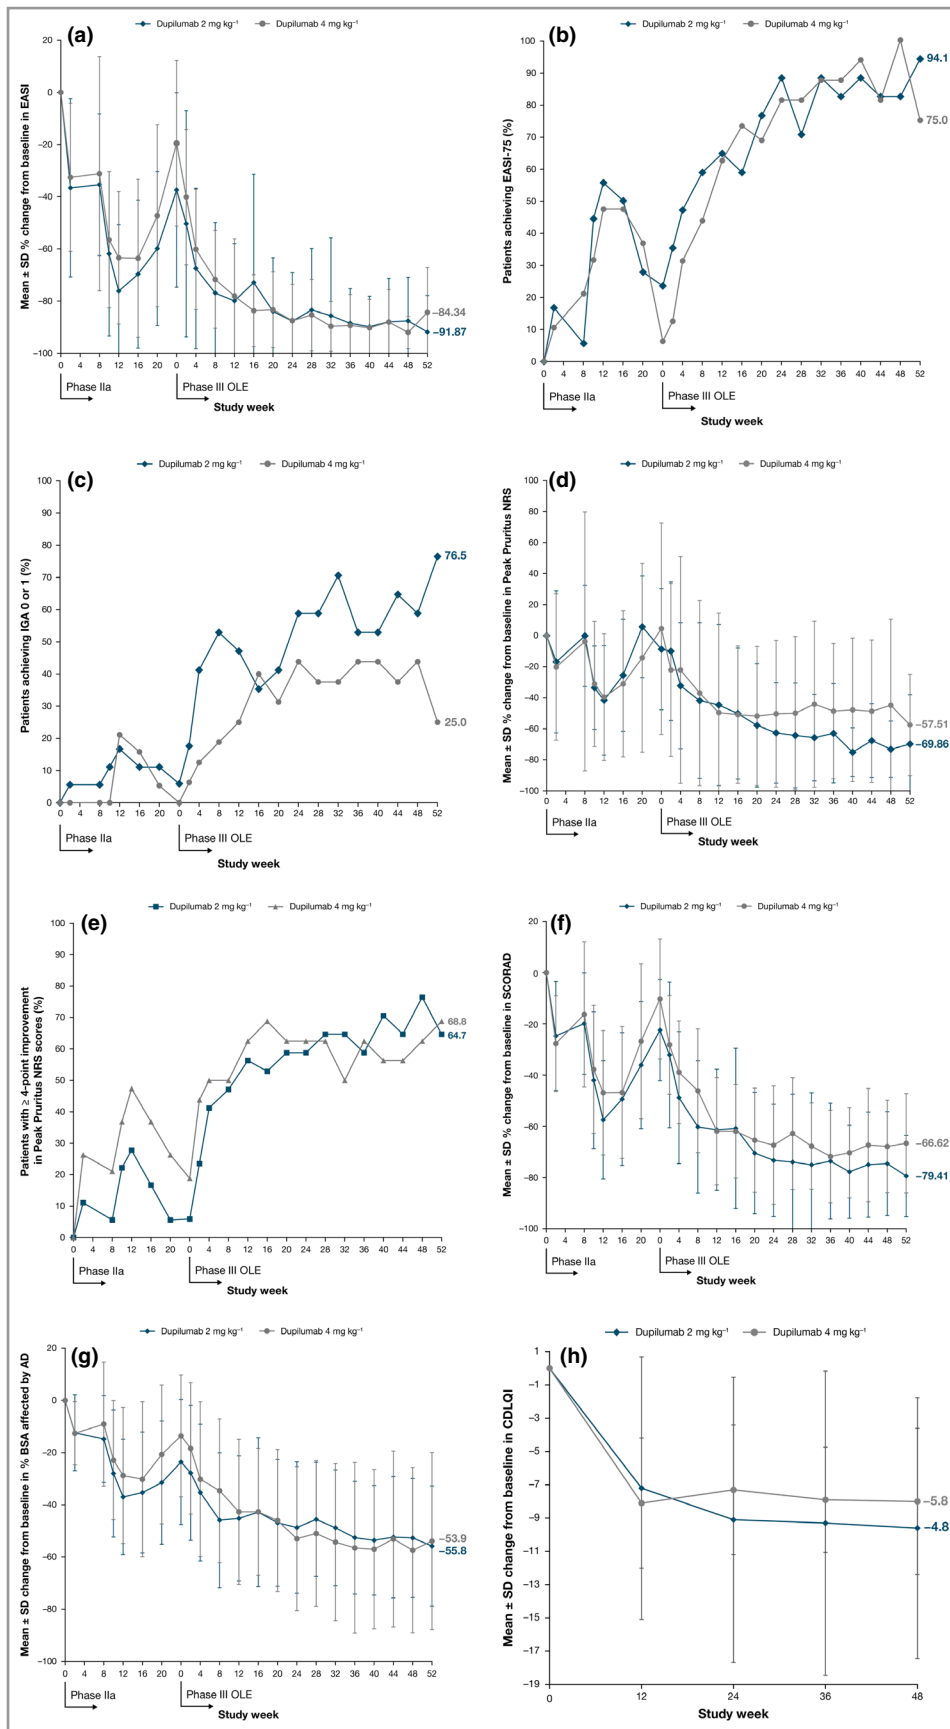 (a)
Dupilumab 2 mg kg⁻¹ Dupilumab 4 mg kg⁻¹
Mean ± SD % change from baseline in EASI
20
0
−20
−40
−60
−80
−100
−84.34
−91.87
0 4 8 12 16 20 0 4 8 12 16 20 24 28 32 36 40 44 48 52
Phase IIa
Phase III OLE
Study week
(b)
Dupilumab 2 mg kg⁻¹ Dupilumab 4 mg kg⁻¹
Patients achieving EASI-75 (%)
100
90
80
70
60
50
40
30
20
10
0
94.1
75.0
0 4 8 12 16 20 0 4 8 12 16 20 24 28 32 36 40 44 48 52
Phase IIa
Phase III OLE
Study week
(c)
Dupilumab 2 mg kg⁻¹ Dupilumab 4 mg kg⁻¹
Patients achieving IGA 0 or 1 (%)
100
90
80
70
60
50
40
30
20
10
0
76.5
25.0
0 4 8 12 16 20 0 4 8 12 16 20 24 28 32 36 40 44 48 52
Phase IIa
Phase III OLE
Study week
(d)
Dupilumab 2 mg kg⁻¹ Dupilumab 4 mg kg⁻¹
Mean ± SD % change from baseline in Peak Pruritus NRS
100
80
60
40
20
0
−20
−40
−60
−80
−100
−57.51
−69.86
0 4 8 12 16 20 0 4 8 12 16 20 24 28 32 36 40 44 48 52
Phase IIa
Phase III OLE
Study week
(e)
Dupilumab 2 mg kg⁻¹ Dupilumab 4 mg kg⁻¹
Patients with ≥ 4-point improvement
in Peak Pruritus NRS scores (%)
100
90
80
70
60
50
40
30
20
10
0
68.8
64.7
0 4 8 12 16 20 0 4 8 12 16 20 24 28 32 36 40 44 48 52
Phase IIa
Phase III OLE
Study week
(f)
Dupilumab 2 mg kg⁻¹ Dupilumab 4 mg kg⁻¹
Mean ± SD % change from baseline in SCORAD
20
0
−20
−40
−60
−80
−100
−66.62
−79.41
0 4 8 12 16 20 0 4 8 12 16 20 24 28 32 36 40 44 48 52
Phase IIa
Phase III OLE
Study week
(g)
Dupilumab 2 mg kg⁻¹ Dupilumab 4 mg kg⁻¹
Mean ± SD change from baseline in % BSA affected by AD
20
0
−20
−40
−60
−80
−100
−53.9
−55.8
0 4 8 12 16 20 0 4 8 12 16 20 24 28 32 36 40 44 48 52
Phase IIa
Phase III OLE
Study week
(h)
Dupilumab 2 mg kg⁻¹ Dupilumab 4 mg kg⁻¹
Mean ± SD change from baseline in CDLQI
1
−1
−3
−5
−7
−9
−11
−13
−15
−17
−19
−5.8
−4.8
0 12 24 36 48
Study week